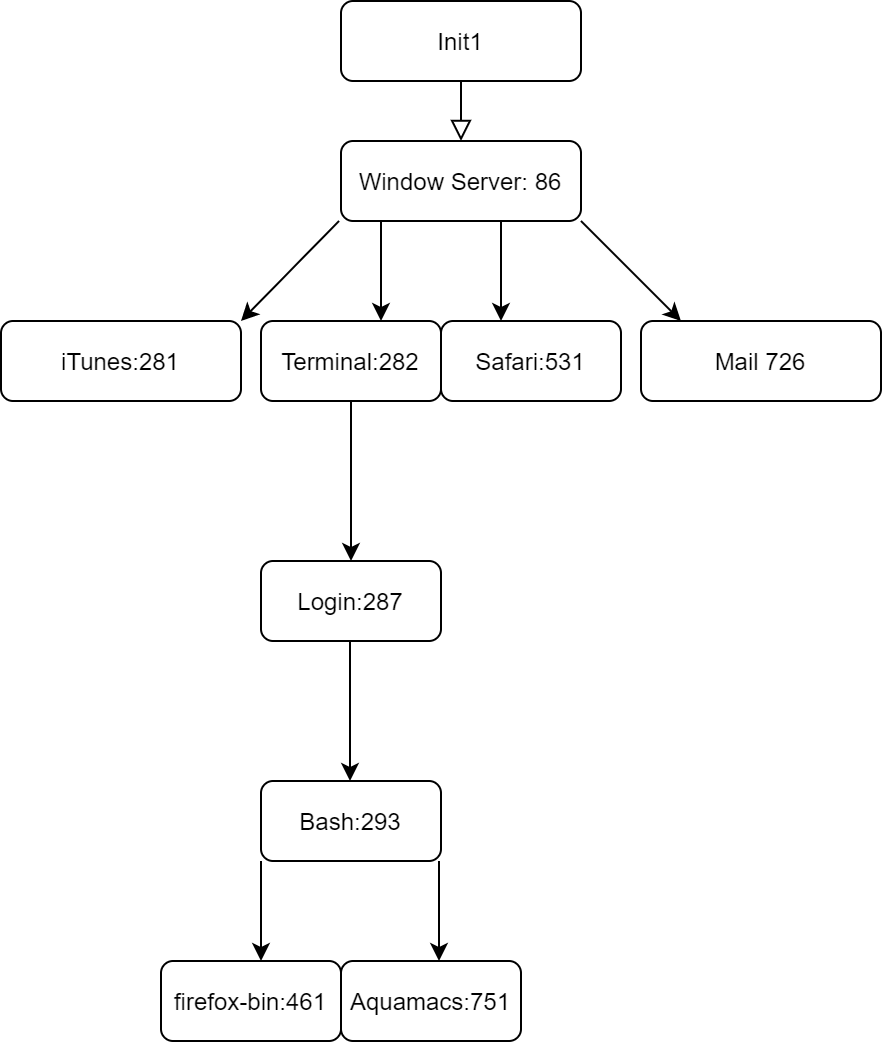 Init1
Window Server: 86
iTunes:281
Terminal:282
Safari:531
Mail 726
Login:287
Bash:293
firefox-bin:461
Aquamacs:751